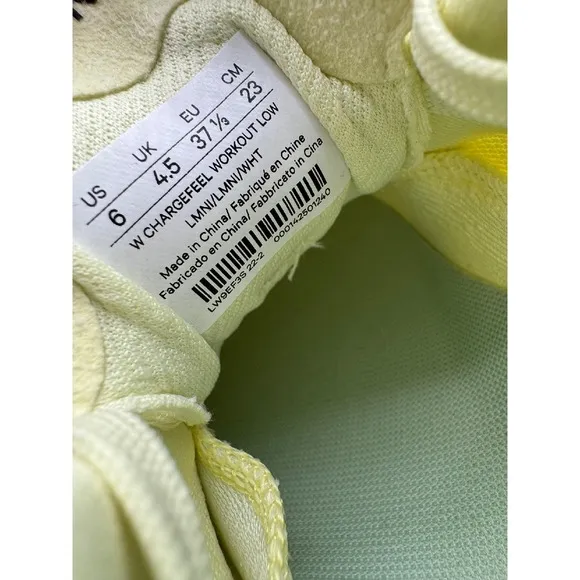 US UK EU CM
6 4.5 37 ⅓ 23
W CHARGEFEEL WORKOUT LOW
LMNI/LMNI/WHT
Made in China/ Fabriqué en Chine
Fabricado en China/ Fabbricato in Cina
LW9EF3S 22-2 000142501240